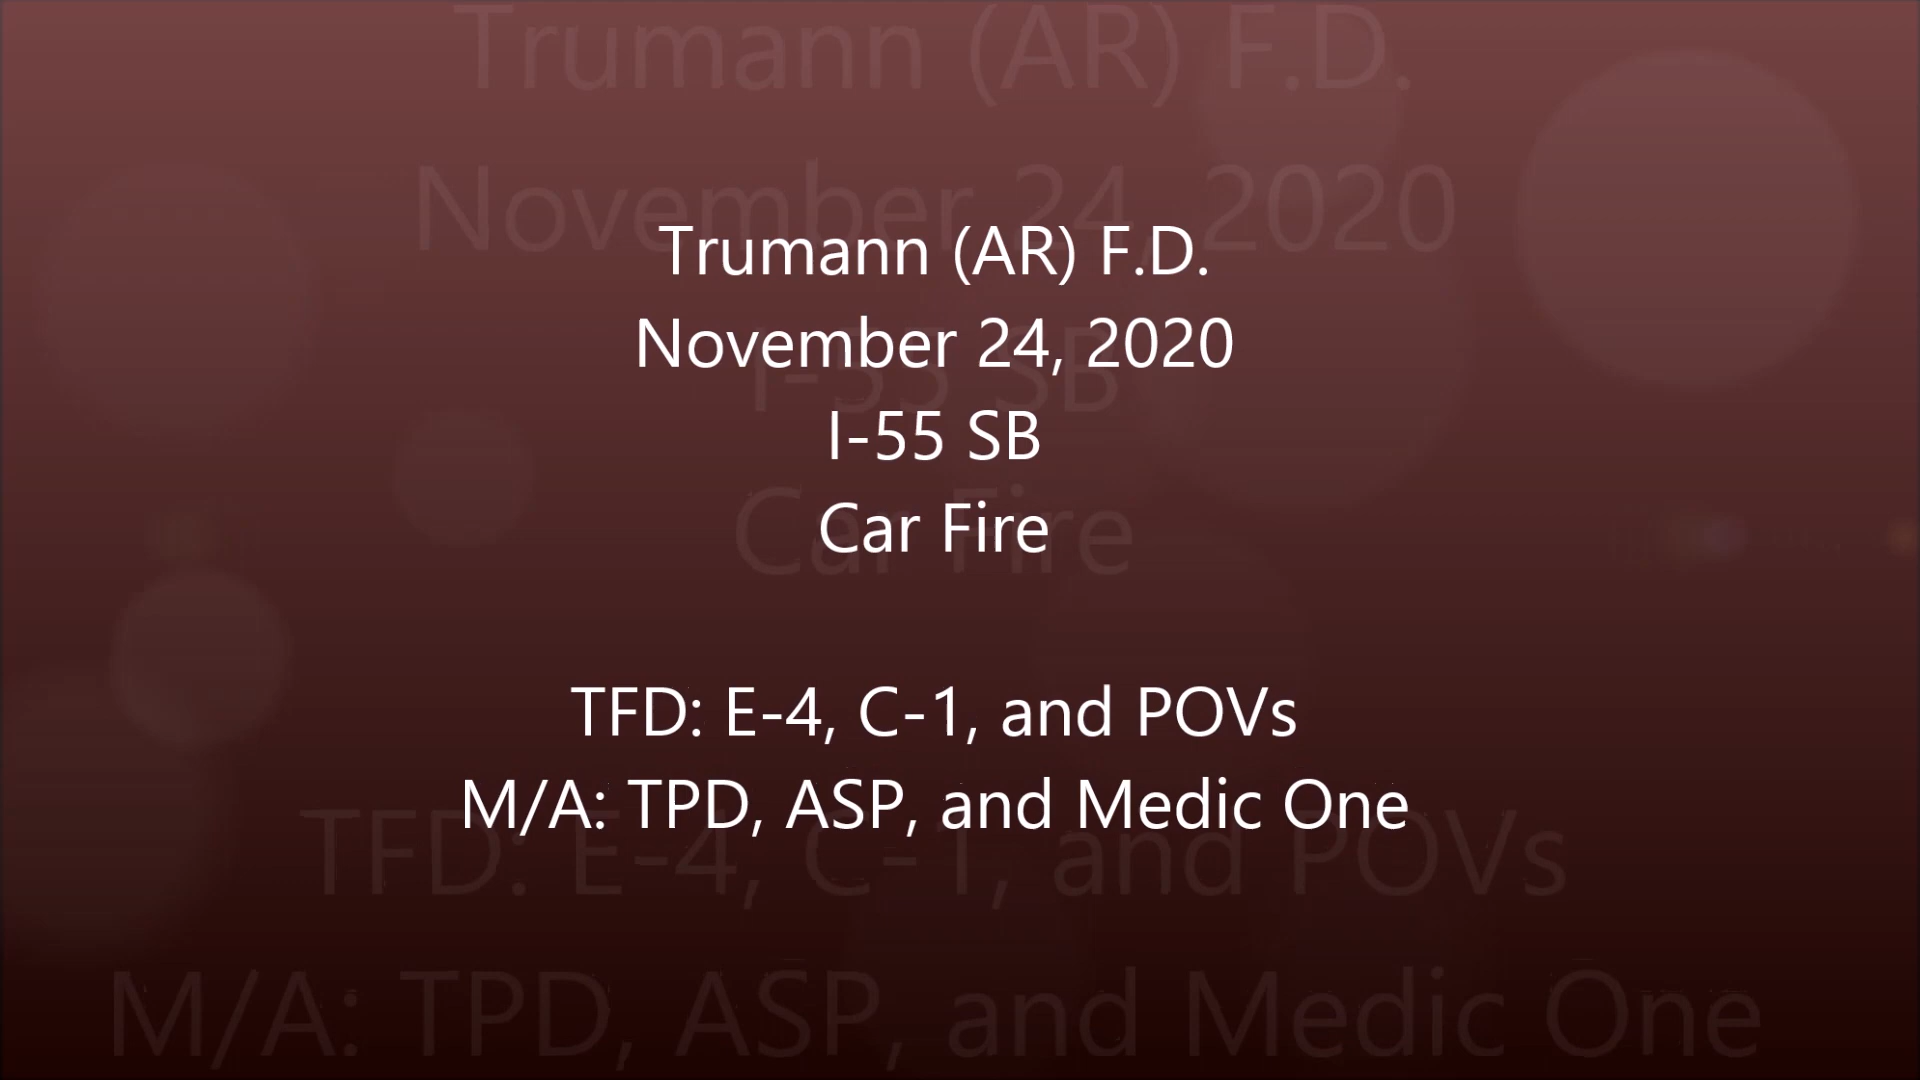 Trumann (AR) F.D.
November 24, 2020
I-55 SB
Car Fire
TFD: E-4, C-1, and POVs
M/A: TPD, ASP, and Medic One